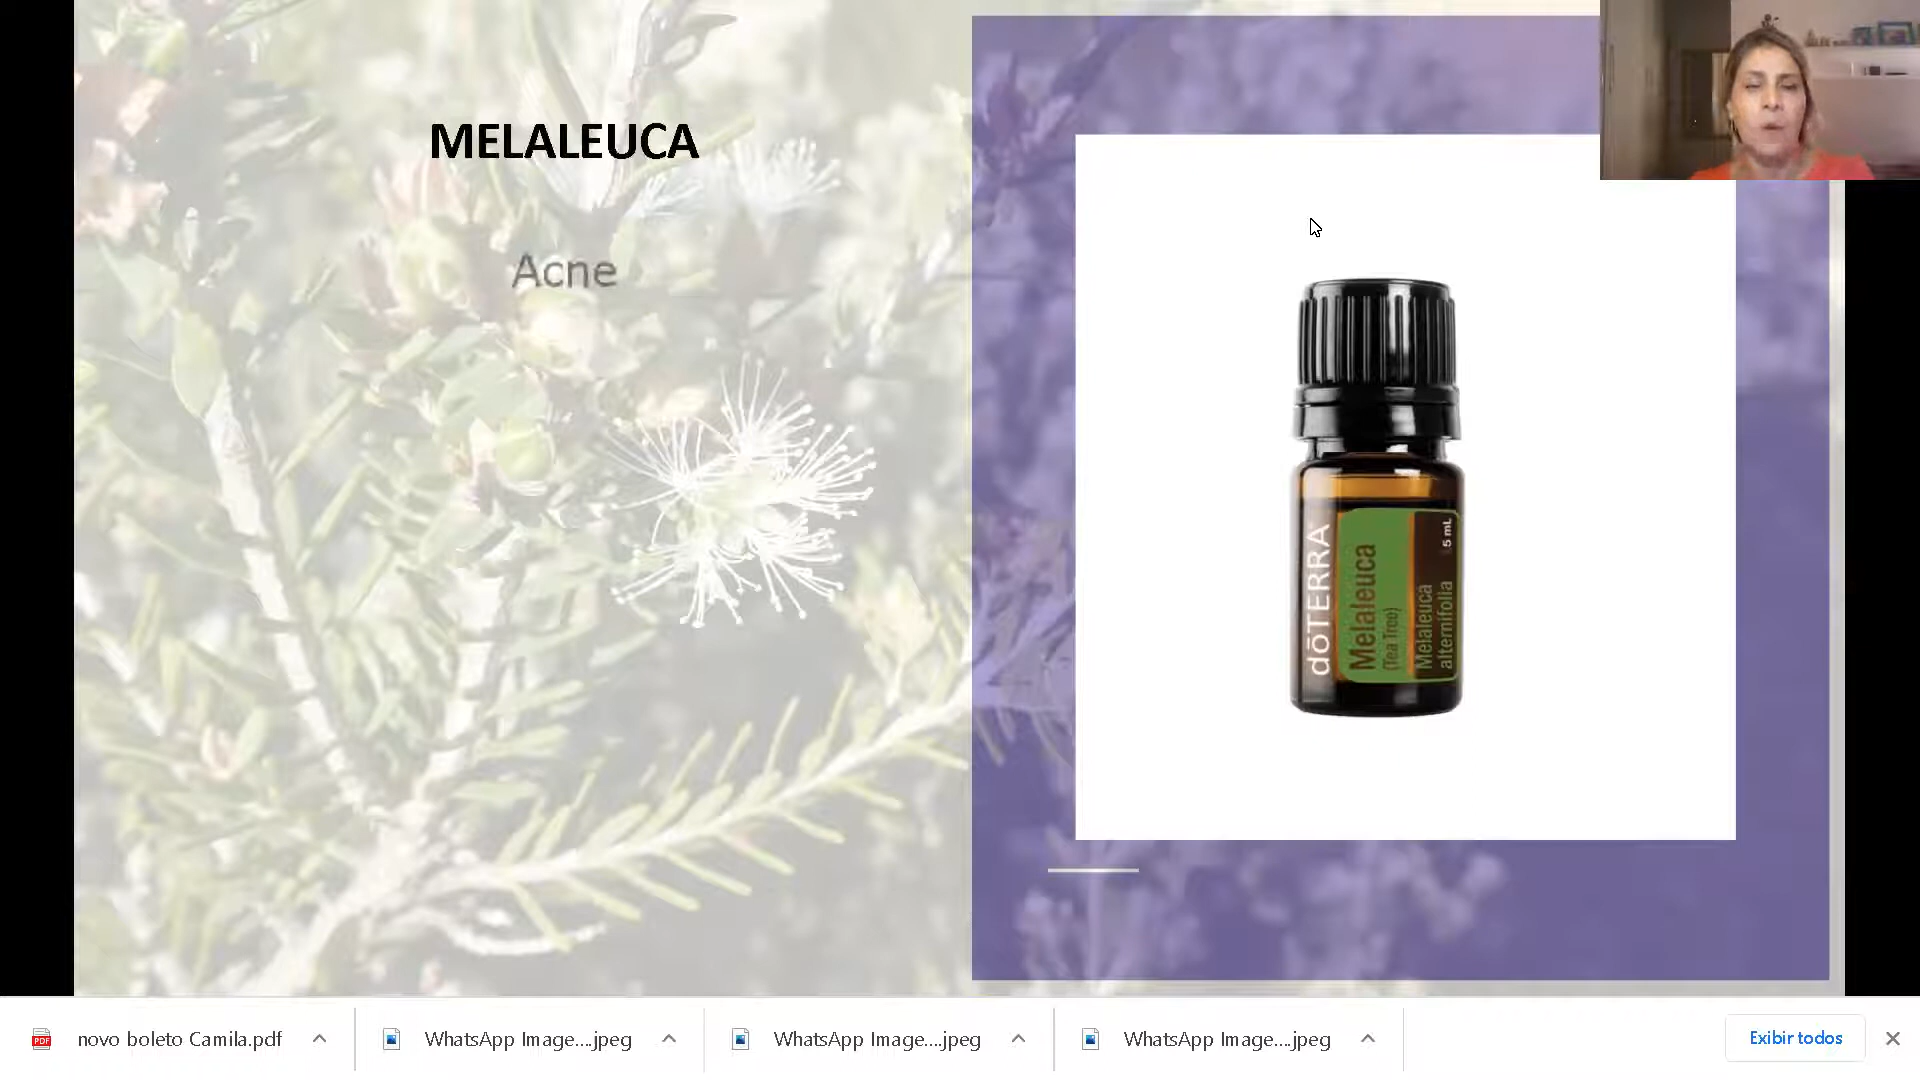 MELALEUCA
Acne
dōTERRA
Melaleuca
(Tea Tree)
Melaleuca
alternifolia
5 mL
novo boleto Camila.pdf
WhatsApp Image....jpeg
WhatsApp Image....jpeg
WhatsApp Image....jpeg
Exibir todos